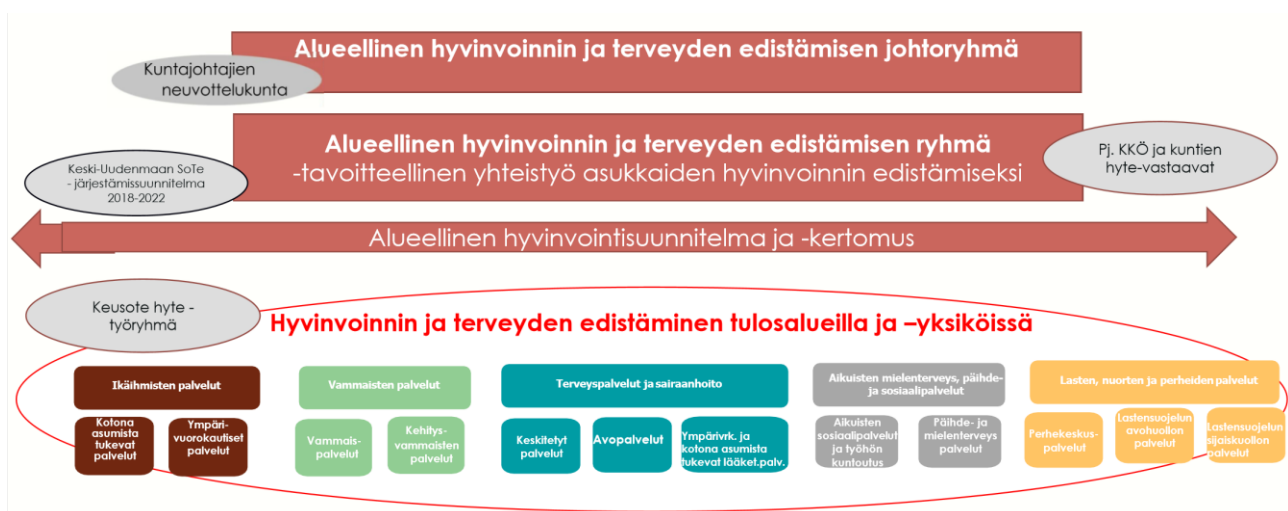 Alueellinen hyvinvoinnin ja terveyden edistämisen johtoryhmä
Kuntajohtajien
neuvottelukunta
Alueellinen hyvinvoinnin ja terveyden edistämisen ryhmä
-tavoitteellinen yhteistyö asukkaiden hyvinvoinnin edistämiseksi
Keski-Uudenmaan SoTe
- järjestämissuunnitelma
2018-2022
Pj. KKÖ ja kuntien
hyte-vastaavat
Alueellinen hyvinvointisuunnitelma ja -kertomus
Keusote hyte -
työryhmä
Hyvinvoinnin ja terveyden edistäminen tulosalueilla ja –yksiköissä
Ikäihmisten palvelut
Kotona
asumista
tukevat
palvelut
Ympäri-
vuorokautiset
palvelut
Vammaisten palvelut
Vammais-
palvelut
Kehitys-
vammaisten
palvelut
Terveyspalvelut ja sairaanhoito
Keskitetyt
palvelut
Avopalvelut
Ympärivrk. ja
kotona asumista
tukevat lääket.palv.
Aikuisten mielenterveys, päihde-
ja sosiaalipalvelut
Aikuisten
sosiaalipalvelut
ja työhön
kuntoutus
Päihde- ja
mielenterveys
palvelut
Lasten, nuorten ja perheiden palvelut
Perhekeskus-
palvelut
Lastensuojelun
avohuollon
palvelut
Lastensuojelun
sijaishuollon
palvelut